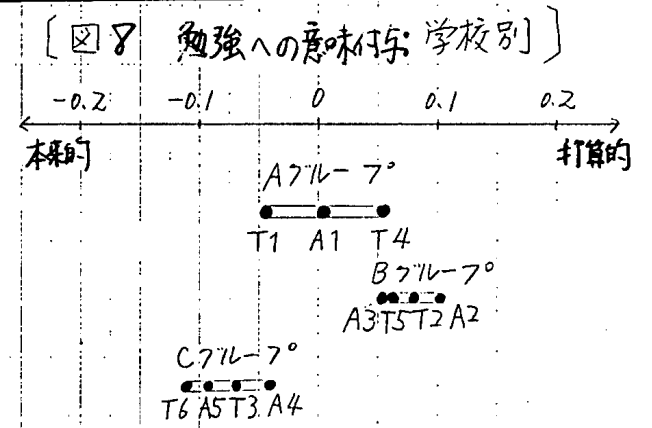 [図8 勉強への意味付与:学校別]
-0.2 -0.1 0 0.1 0.2
本来的 打算的
Aグループ
T1 A1 T4
Bグループ
A3 T5 T2 A2
Cグループ
T6 A5 T3 A4